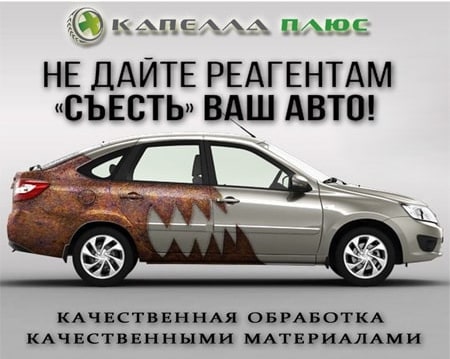 КАПЕЛЛА ПЛЮС
НЕ ДАЙТЕ РЕАГЕНТАМ
«СЪЕСТЬ» ВАШ АВТО!
КАЧЕСТВЕННАЯ ОБРАБОТКА
КАЧЕСТВЕННЫМИ МАТЕРИАЛАМИ